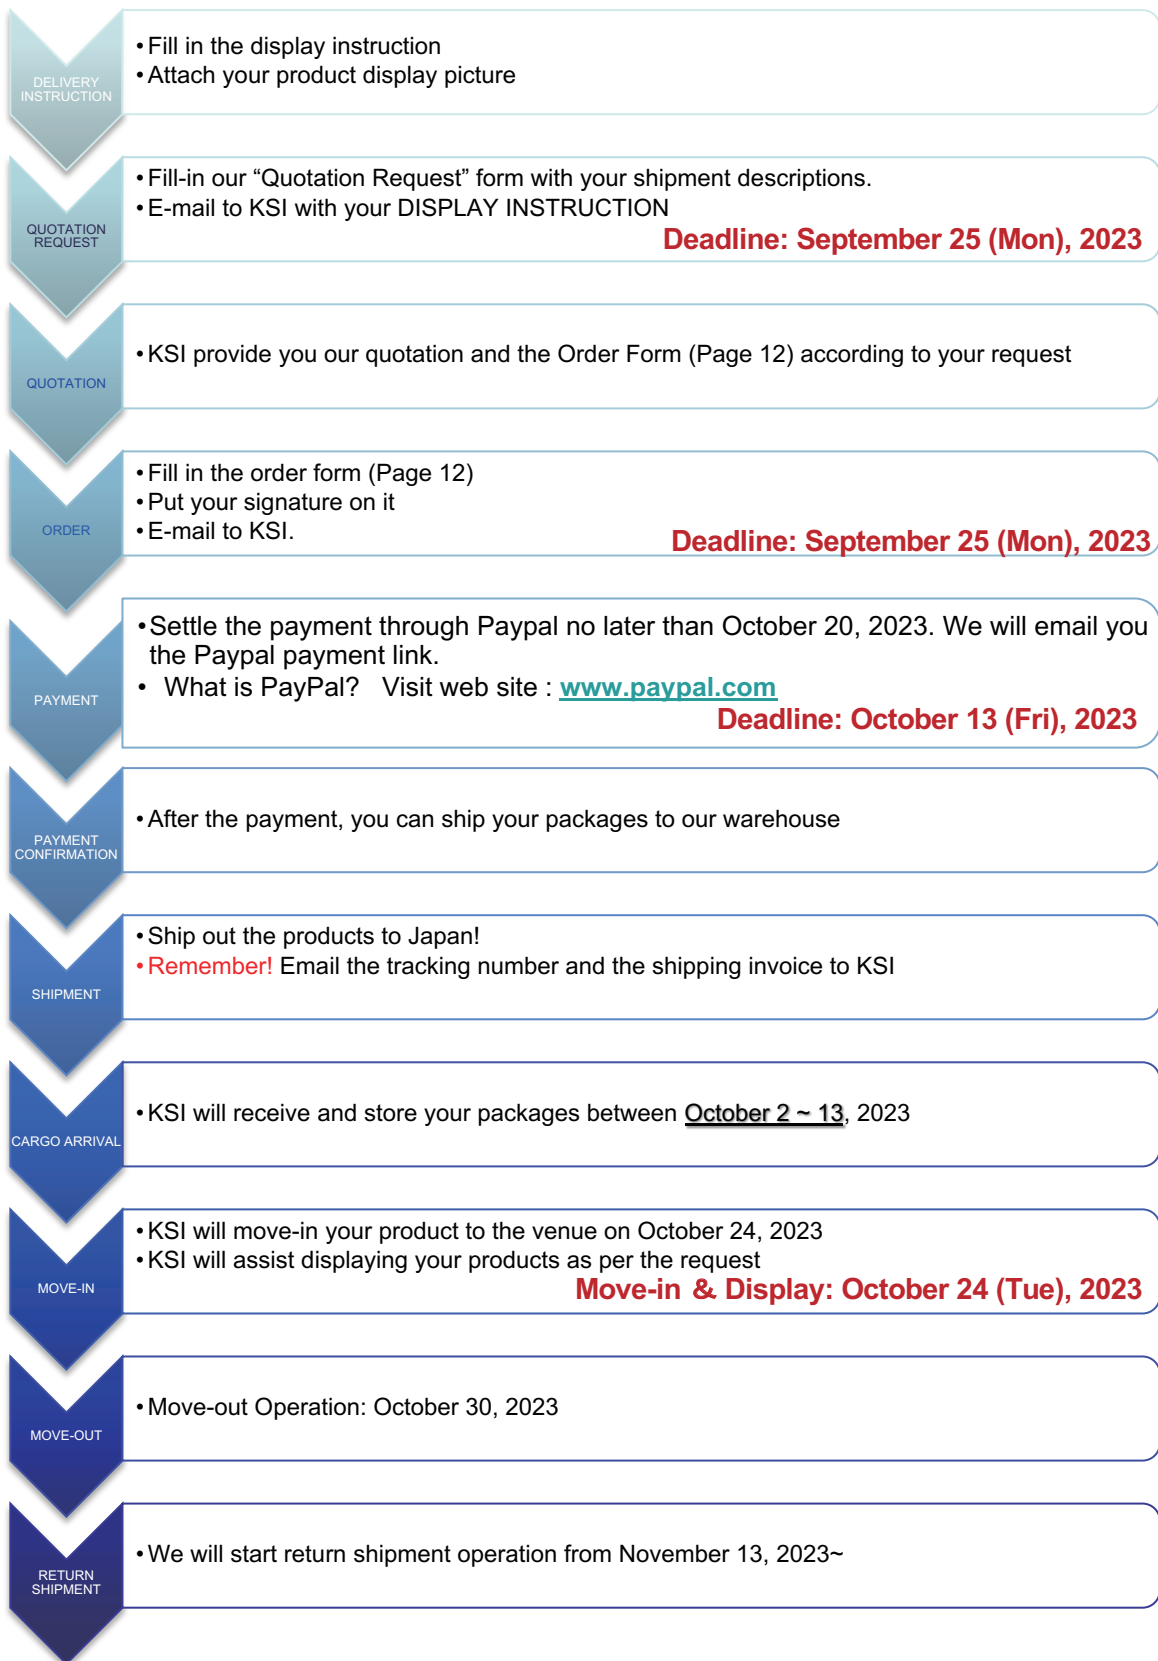 DELIVERY
INSTRUCTION
• Fill in the display instruction
• Attach your product display picture
QUOTATION
REQUEST
• Fill-in our “Quotation Request” form with your shipment descriptions.
• E-mail to KSI with your DISPLAY INSTRUCTION
Deadline: September 25 (Mon), 2023
QUOTATION
• KSI provide you our quotation and the Order Form (Page 12) according to your request
ORDER
• Fill in the order form (Page 12)
• Put your signature on it
• E-mail to KSI.
Deadline: September 25 (Mon), 2023
PAYMENT
• Settle the payment through Paypal no later than October 20, 2023. We will email you
the Paypal payment link.
• What is PayPal? Visit web site : www.paypal.com
Deadline: October 13 (Fri), 2023
PAYMENT
CONFIRMATION
• After the payment, you can ship your packages to our warehouse
SHIPMENT
• Ship out the products to Japan!
• Remember! Email the tracking number and the shipping invoice to KSI
CARGO ARRIVAL
• KSI will receive and store your packages between October 2 ~ 13, 2023
MOVE-IN
• KSI will move-in your product to the venue on October 24, 2023
• KSI will assist displaying your products as per the request
Move-in & Display: October 24 (Tue), 2023
MOVE-OUT
• Move-out Operation: October 30, 2023
RETURN
SHIPMENT
• We will start return shipment operation from November 13, 2023~